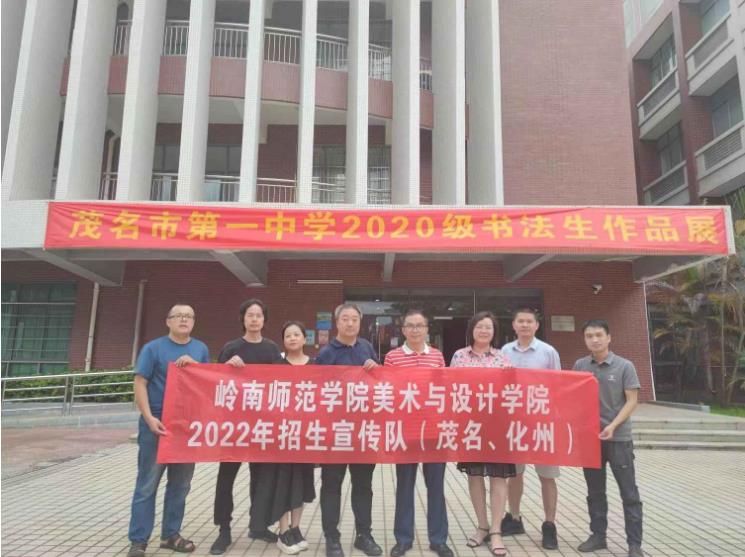 茂名市第一中学2020级书法生作品展
岭南师范学院美术与设计学院
2022年招生宣传队（茂名、化州）